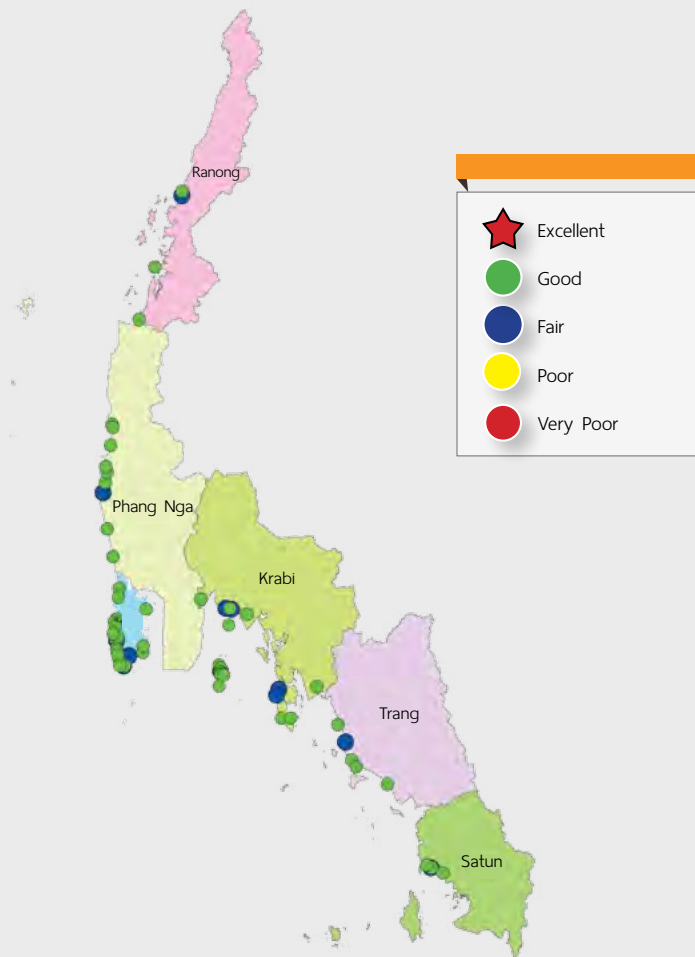 Ranong
Excellent
Good
Fair
Poor
Very Poor
Phang Nga
Krabi
Trang
Satun